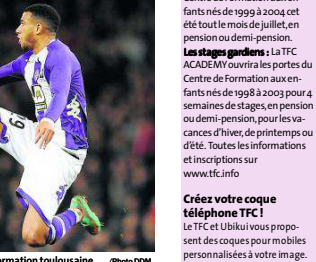 fants nés de 1999 à 2004 cet
été tout le mois de juillet, en
pension ou demi-pension.
Les stages gardiens : La TFC
ACADEMY ouvrira les portes du
Centre de Formation aux en-
fants nés de 1998 à 2003 pour 4
semaines de stages, en pension
ou demi-pension, pour les va-
cances d'hiver, de printemps ou
d'été. Toutes les informations
et inscriptions sur
www.tfc.info
Créez votre coque
téléphone TFC !
Le TFC et Ubikui vous propo-
sent des coques pour mobiles
personnalisées à votre image.
ormation toulousaine. /Photo DDM